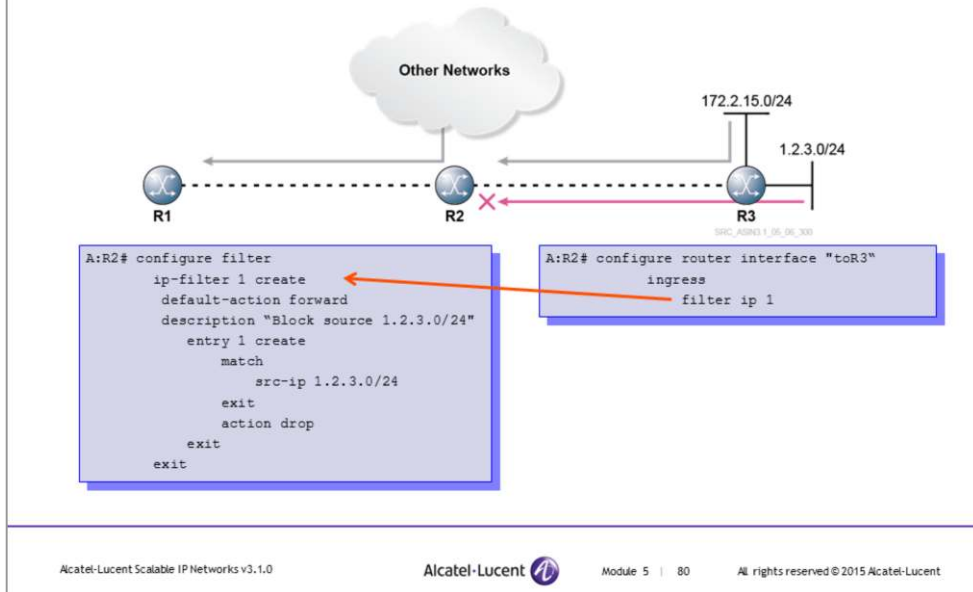 Other Networks
172.2.15.0/24
1.2.3.0/24
R1
R2
R3
SRC_ASIN3.1_05_06_300
A:R2# configure filter
ip-filter 1 create
default-action forward
description “Block source 1.2.3.0/24"
entry 1 create
match
src-ip 1.2.3.0/24
exit
action drop
exit
exit
A:R2# configure router interface "toR3“
ingress
filter ip 1
Alcatel-Lucent Scalable IP Networks v3.1.0
Alcatel·Lucent
Module 5 | 80
All rights reserved © 2015 Alcatel-Lucent